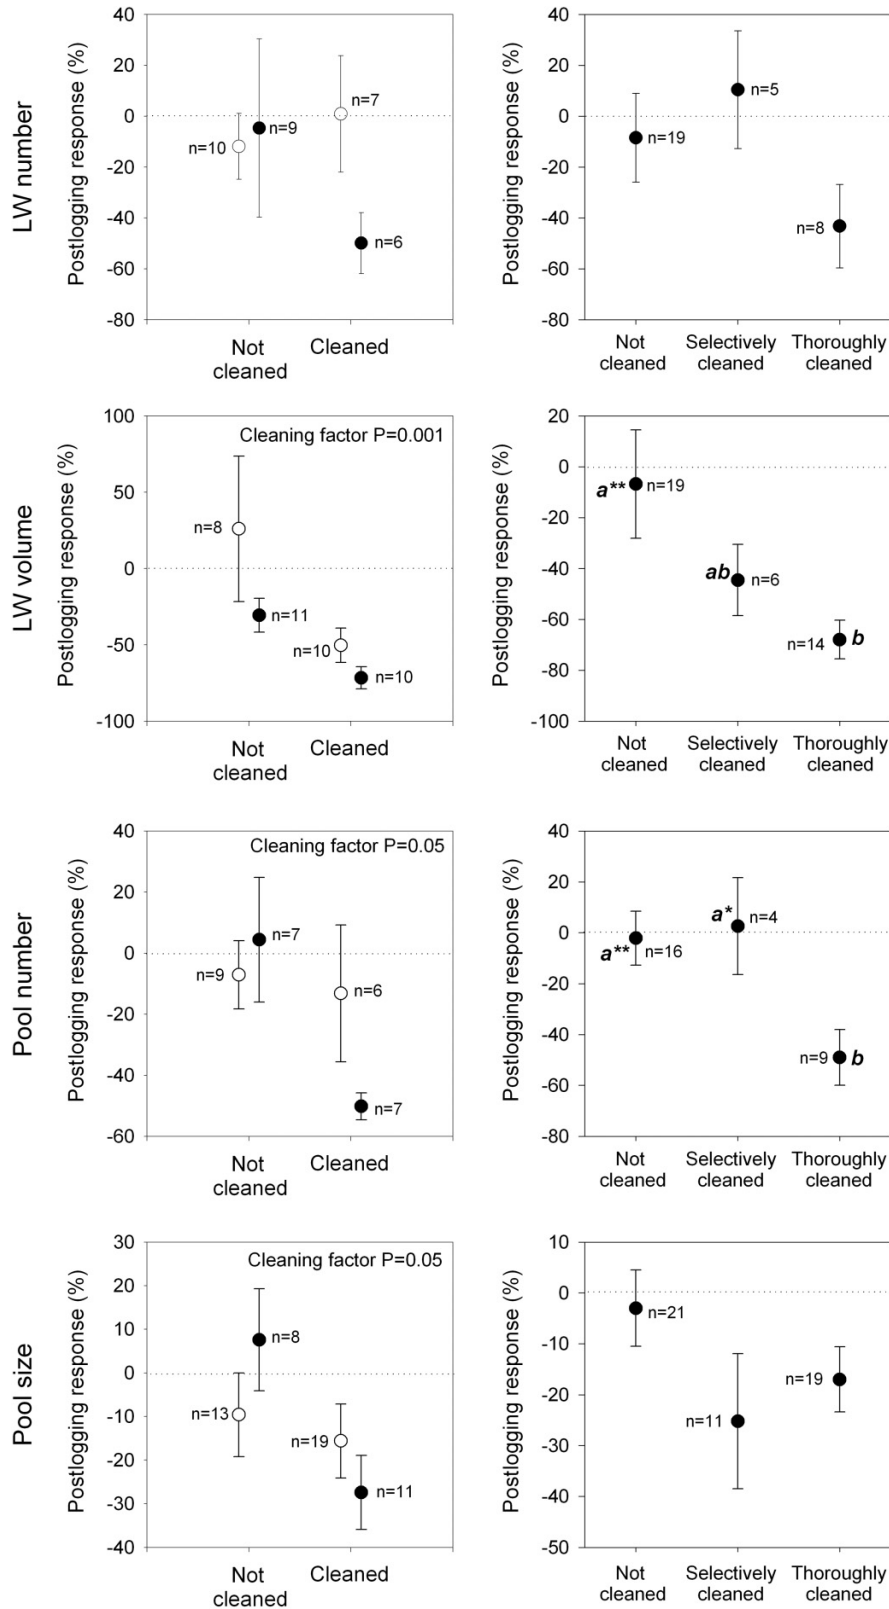 LW number
Postlogging response (%)
40
20
0
-20
-40
-60
-80
n=10
n=9
n=7
n=6
Not
cleaned
Cleaned
Postlogging response (%)
40
20
0
-20
-40
-60
-80
n=19
n=5
n=8
Not
cleaned
Selectively
cleaned
Thoroughly
cleaned
LW volume
Postlogging response (%)
100
50
0
-50
-100
Cleaning factor P=0.001
n=8
n=11
n=10
n=10
Not
cleaned
Cleaned
Postlogging response (%)
20
0
-20
-40
-60
-80
-100
a** n=19
ab n=6
n=14 b
Not
cleaned
Selectively
cleaned
Thoroughly
cleaned
Pool number
Postlogging response (%)
40
20
0
-20
-40
-60
Cleaning factor P=0.05
n=9
n=7
n=6
n=7
Not
cleaned
Cleaned
Postlogging response (%)
40
20
0
-20
-40
-60
-80
a** n=16
a* n=4
n=9 b
Not
cleaned
Selectively
cleaned
Thoroughly
cleaned
Pool size
Postlogging response (%)
30
20
10
0
-10
-20
-30
-40
Cleaning factor P=0.05
n=13
n=8
n=19
n=11
Not
cleaned
Cleaned
Postlogging response (%)
10
0
-10
-20
-30
-40
-50
n=21
n=11
n=19
Not
cleaned
Selectively
cleaned
Thoroughly
cleaned